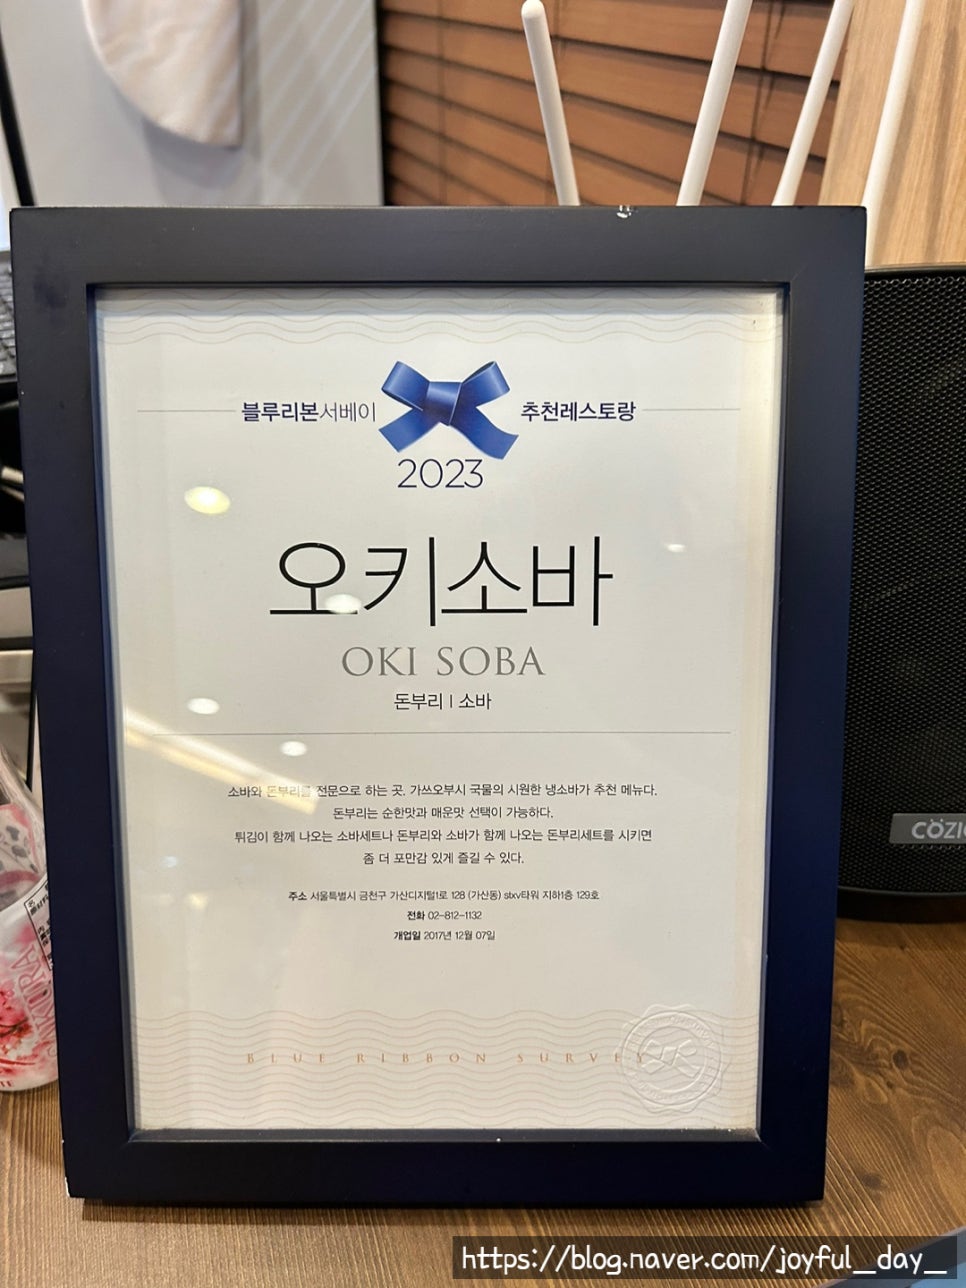 블루리본서베이 추천레스토랑
2023
오키소바
OKI SOBA
돈부리 | 소바
소바와 돈부리를 전문으로 하는 곳. 가쓰오부시 국물의 시원한 냉소바가 추천 메뉴다.
돈부리는 순한맛과 매운맛 선택이 가능하다.
튀김이 함께 나오는 소바세트나 돈부리와 소바가 함께 나오는 돈부리세트를 시키면
좀 더 포만감 있게 즐길 수 있다.
주소 서울특별시 금천구 가산디지털1로 128 (가산동) stxv타워 지하1층 129호
전화 02-812-1132
개업일 2017년 12월 07일
BLUE RIBBON SURVEY
https://blog.naver.com/joyful_day_